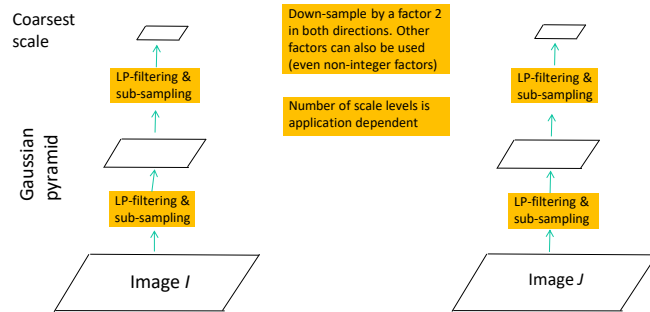 Coarsest
scale
Down-sample by a factor 2
in both directions. Other
factors can also be used
(even non-integer factors)
LP-filtering &
sub-sampling
LP-filtering &
sub-sampling
Number of scale levels is
application dependent
Gaussian
pyramid
LP-filtering &
sub-sampling
LP-filtering &
sub-sampling
Image I
Image J